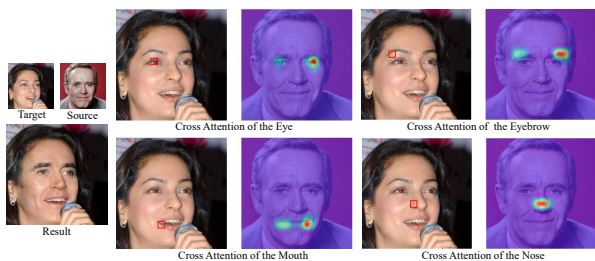 Target
Source
Cross Attention of the Eye
Cross Attention of the Eyebrow
Result
Cross Attention of the Mouth
Cross Attention of the Nose